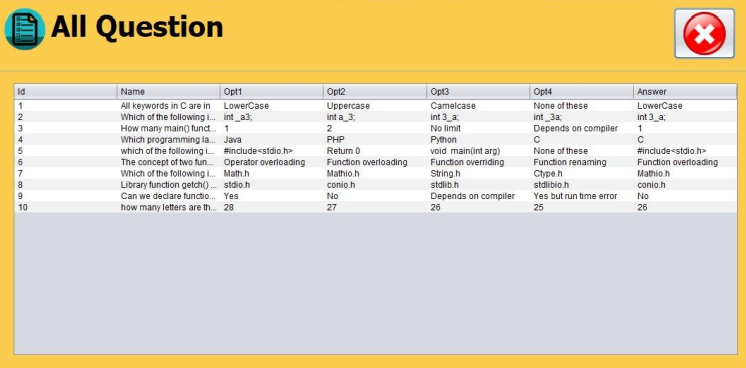 All Question
Id Name Opt1 Opt2 Opt3 Opt4 Answer
1 All keywords in C are in LowerCase Uppercase Camelcase None of these LowerCase
2 Which of the following i... int _a3; int a_3; int 3_a; int _3a; int 3_a;
3 How many main() funct... 1 2 No limit Depends on compiler 1
4 Which programming la... Java PHP Python C C
5 which of the following i... #include<stdio.h> Return 0 void main(int arg) None of these #include<stdio.h>
6 The concept of two fun... Operator overloading Function overloading Function overriding Function renaming Function overloading
7 Which of the following i... Math.h Mathio.h String.h Ctype.h Mathio.h
8 Library function getch() ... stdio.h conio.h stdlib.h stdlibio.h conio.h
9 Can we declare functio... Yes No Depends on compiler Yes but run time error No
10 how many letters are th... 28 27 26 25 26